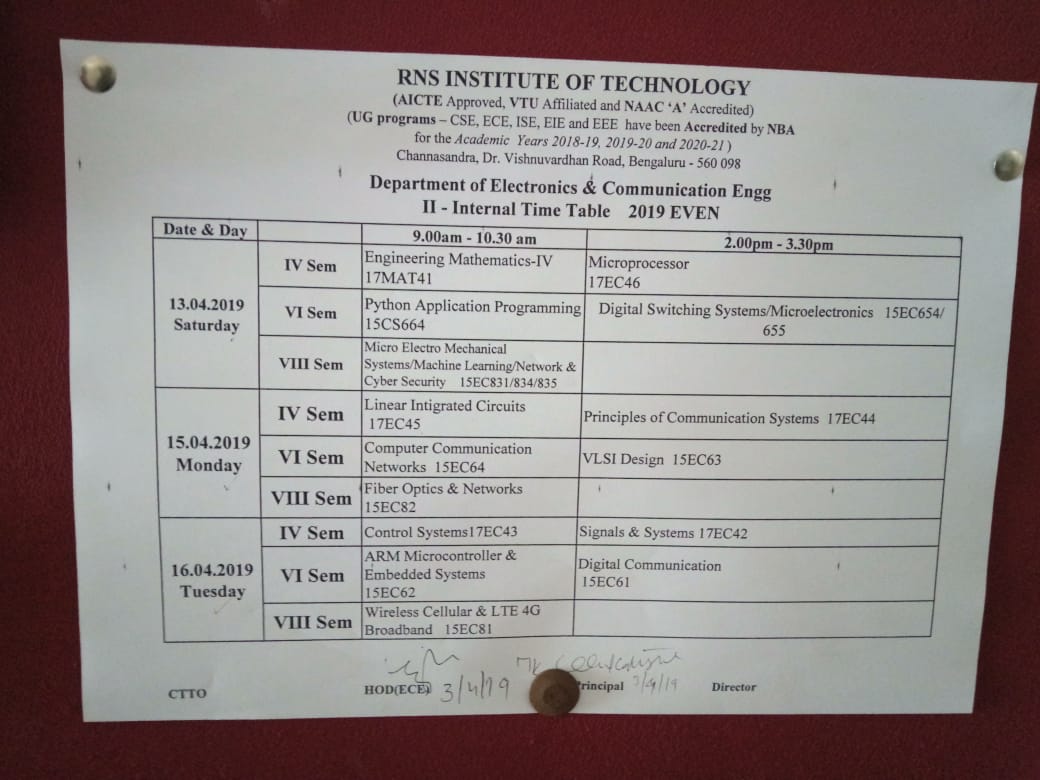 RNS INSTITUTE OF TECHNOLOGY
(AICTE Approved, VTU Affiliated and NAAC ‘A’ Accredited)
(UG programs – CSE, ECE, ISE, EIE and EEE have been Accredited by NBA
for the Academic Years 2018-19, 2019-20 and 2020-21 )
Channasandra, Dr. Vishnuvardhan Road, Bengaluru - 560 098
Department of Electronics & Communication Engg
II - Internal Time Table 2019 EVEN
Date & Day 9.00am - 10.30 am 2.00pm - 3.30pm
13.04.2019
Saturday
IV Sem
Engineering Mathematics-IV
17MAT41
Microprocessor
17EC46
VI Sem
Python Application Programming
15CS664
Digital Switching Systems/Microelectronics 15EC654/
655
VIII Sem
Micro Electro Mechanical
Systems/Machine Learning/Network &
Cyber Security 15EC831/834/835
15.04.2019
Monday
IV Sem
Linear Intigrated Circuits
17EC45
Principles of Communication Systems 17EC44
VI Sem
Computer Communication
Networks 15EC64
VLSI Design 15EC63
VIII Sem
Fiber Optics & Networks
15EC82
16.04.2019
Tuesday
IV Sem
Control Systems17EC43
Signals & Systems 17EC42
VI Sem
ARM Microcontroller &
Embedded Systems
15EC62
Digital Communication
15EC61
VIII Sem
Wireless Cellular & LTE 4G
Broadband 15EC81
CTTO
HOD(ECE) 3/4/19
Principal 3/4/19
Director